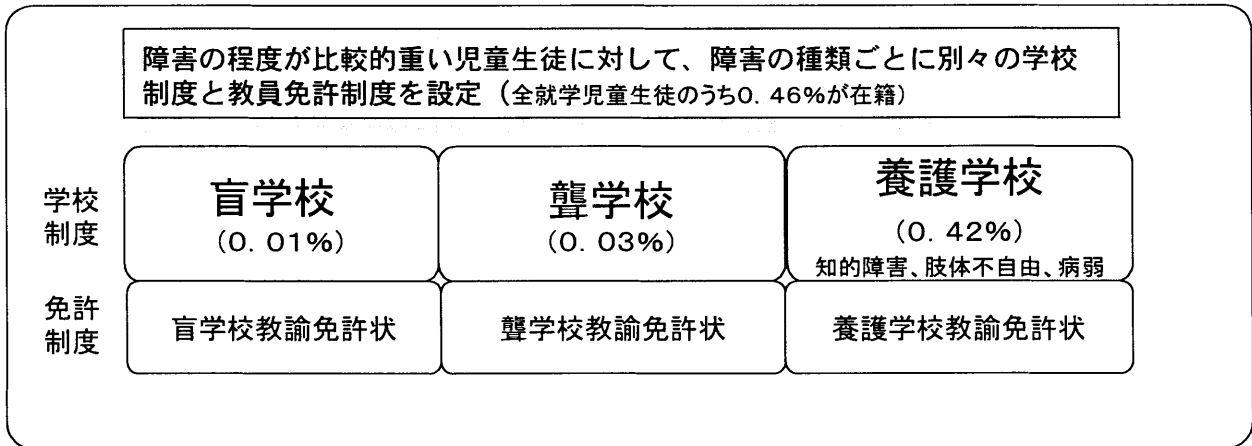 障害の程度が比較的重い児童生徒に対して、障害の種類ごとに別々の学校
制度と教員免許制度を設定（全就学児童生徒のうち0．46%が在籍）
学校
制度
盲学校
（0．01%）
聾学校
（0．03%）
養護学校
（0．42%）
知的障害、肢体不自由、病弱
免許
制度
盲学校教諭免許状
聾学校教諭免許状
養護学校教諭免許状